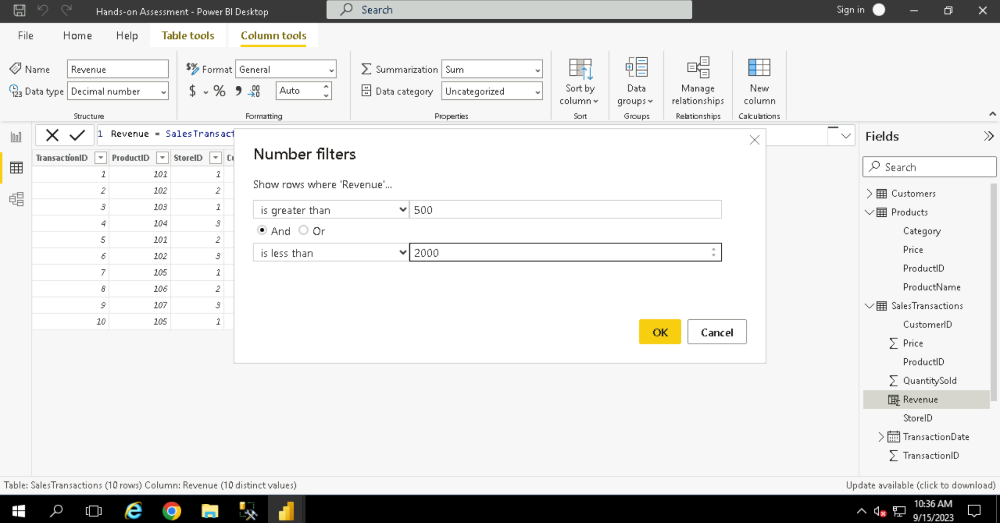 Hands-on Assessment - Power BI Desktop
Search
Sign in
File Home Help Table tools Column tools
Name Revenue
Data type Decimal number
Structure
Format General
$ % 9 .00 →.0 Auto
Formatting
Summarization Sum
Data category Uncategorized
Properties
Sort by
column
Sort
Data
groups
Groups
Manage
relationships
Relationships
New
column
Calculations
1 Revenue = SalesTransact
TransactionID ProductID StoreID Cu
1 101 1
2 102 2
3 103 1
4 104 3
5 101 2
6 102 3
7 105 1
8 106 2
9 107 3
10 105 1
Number filters
Show rows where 'Revenue'...
is greater than 500
And Or
is less than 2000
OK Cancel
Fields
Search
Customers
Products
Category
Price
ProductID
ProductName
SalesTransactions
CustomerID
Price
ProductID
QuantitySold
Revenue
StoreID
TransactionDate
TransactionID
Table: SalesTransactions (10 rows) Column: Revenue (10 distinct values)
Update available (click to download)
10:36 AM
9/15/2023